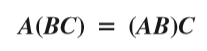 A(BC) = (AB)C